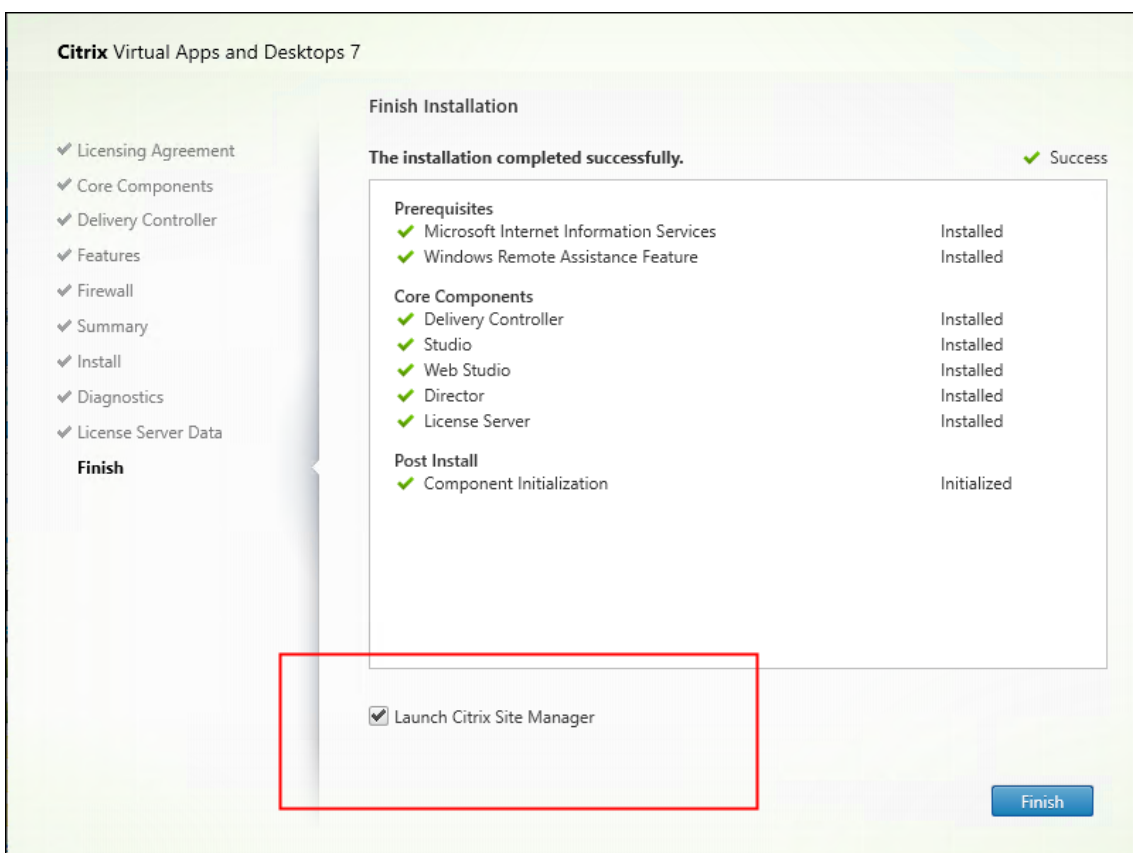 Citrix Virtual Apps and Desktops 7
Licensing Agreement
Core Components
Delivery Controller
Features
Firewall
Summary
Install
Diagnostics
License Server Data
Finish
Finish Installation
The installation completed successfully. Success
Prerequisites
Microsoft Internet Information Services Installed
Windows Remote Assistance Feature Installed
Core Components
Delivery Controller Installed
Studio Installed
Web Studio Installed
Director Installed
License Server Installed
Post Install
Component Initialization Initialized
Launch Citrix Site Manager
Finish